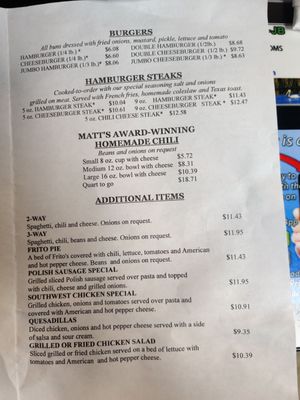 BURGERS
All buns dressed with fried onions, mustard, pickle, lettuce and tomato
HAMBURGER (1/4 lb.)* $6.08 DOUBLE HAMBURGER (1/2lb.) $8.68
CHEESEBURGER (1/4 lb.)* $6.60 DOUBLE CHEESEBURGER (1/2 lb.) $9.72
JUMBO HAMBURGER (1/3 lb.)* $8.06 JUMBO CHEESEBURGER (1/3 lb.)* $8.63
HAMBURGER STEAKS
Cooked-to-order with our special seasoning salt and onions
grilled on meat. Served with French fries, homemade coleslaw and Texas toast.
5 oz. HAMBURGER STEAK* $10.04 9 oz. HAMBURGER STEAK* $11.43
5 oz. CHEESEBURGER STEAK* $10.61 9 oz. CHEESEBURGER STEAK* $12.47
5 oz. CHILI CHEESE STEAK* $12.58
MATT'S AWARD-WINNING
HOMEMADE CHILI
Beans and onions on request
Small 8 oz. cup with cheese $5.72
Medium 12 oz. bowl with cheese $8.31
Large 16 oz. bowl with cheese $10.39
Quart to go $18.71
ADDITIONAL ITEMS
2-WAY
Spaghetti, chili and cheese. Onions on request. $11.43
3-WAY
Spaghetti, chili, beans and cheese. Onions on request. $11.95
FRITO PIE
A bed of Frito's covered with chili, lettuce, tomatoes and American
and hot pepper cheese. Beans and onions on request. $11.43
POLISH SAUSAGE SPECIAL
Grilled sliced Polish sausage served over pasta and topped
with chili, cheese and grilled onions. $11.95
SOUTHWEST CHICKEN SPECIAL
Grilled chicken, onions and tomatoes served over pasta and
covered with American and hot pepper cheese. $10.91
QUESADILLAS
Diced chicken, onions and hot pepper cheese served with a side
of salsa and sour cream. $9.35
GRILLED OR FRIED CHICKEN SALAD
Sliced grilled or fried chicken served on a bed of lettuce with
tomatoes and American and hot pepper cheese. $10.39